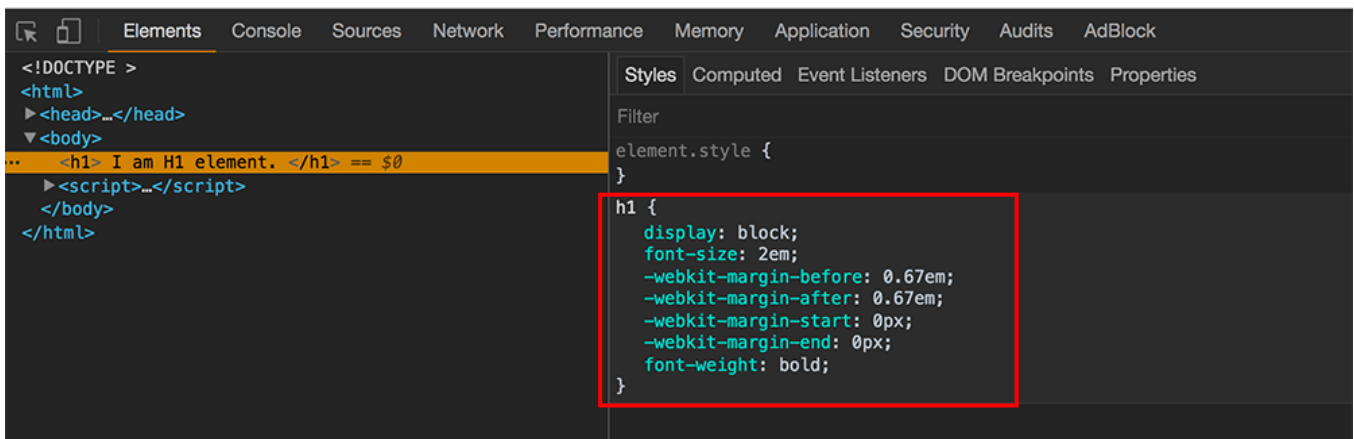 Elements Console Sources Network Performance Memory Application Security Audits AdBlock
<!DOCTYPE >
<html>
▶<head>…</head>
▼<body>
… <h1> I am H1 element. </h1> == $0
▶<script>…</script>
</body>
</html>
Styles Computed Event Listeners DOM Breakpoints Properties
Filter
element.style {
}
h1 {
display: block;
font-size: 2em;
-webkit-margin-before: 0.67em;
-webkit-margin-after: 0.67em;
-webkit-margin-start: 0px;
-webkit-margin-end: 0px;
font-weight: bold;
}